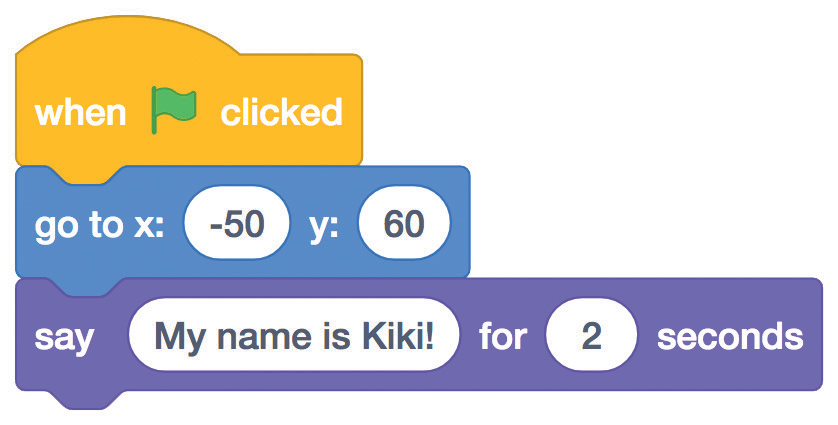 when clicked
go to x: -50 y: 60
say My name is Kiki! for 2 seconds